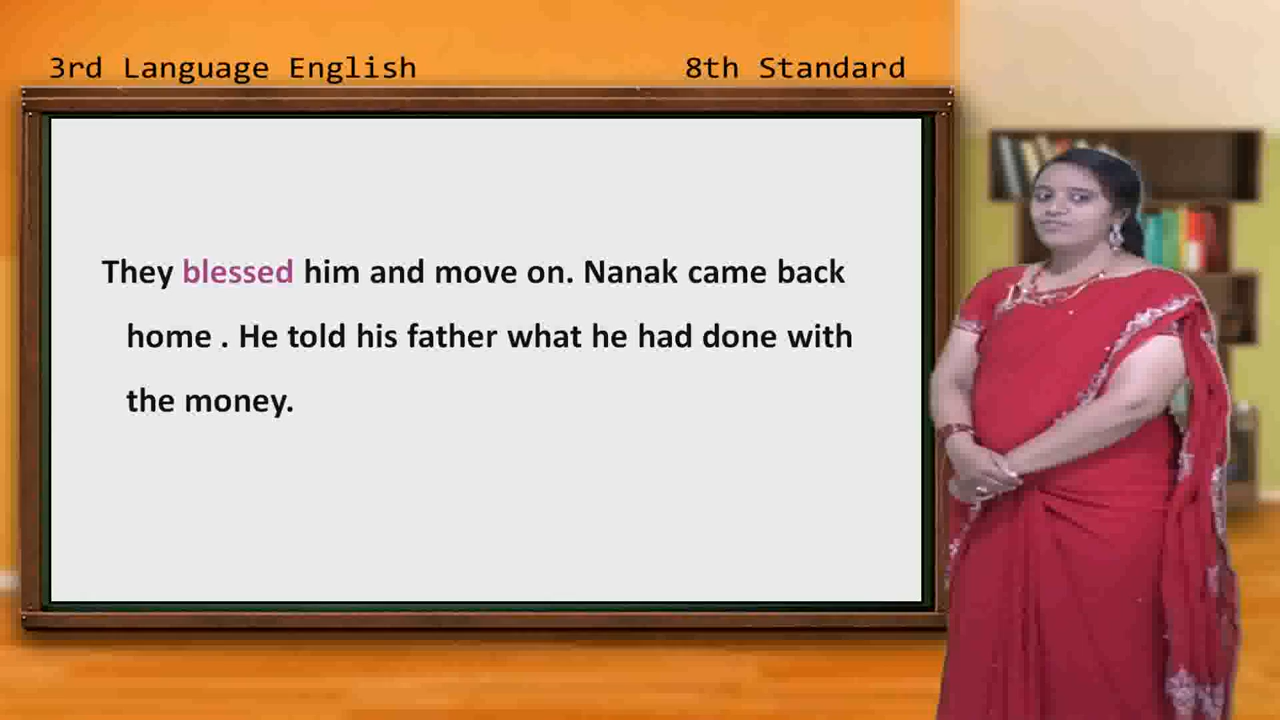 3rd Language English 8th Standard
They blessed him and move on. Nanak came back
home . He told his father what he had done with
the money.